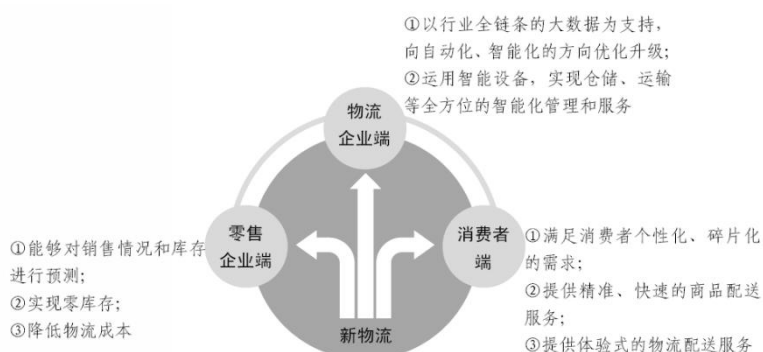 ①以行业全链条的大数据为支持，
向自动化、智能化的方向优化升级；
②运用智能设备，实现仓储、运输
等全方位的智能化管理和服务
物流
企业端
零售
企业端
①能够对销售情况和库存
进行预测；
②实现零库存；
③降低物流成本
消费者
端
①满足消费者个性化、碎片化
的需求；
②提供精准、快速的商品配送
服务；
③提供体验式的物流配送服务
新物流